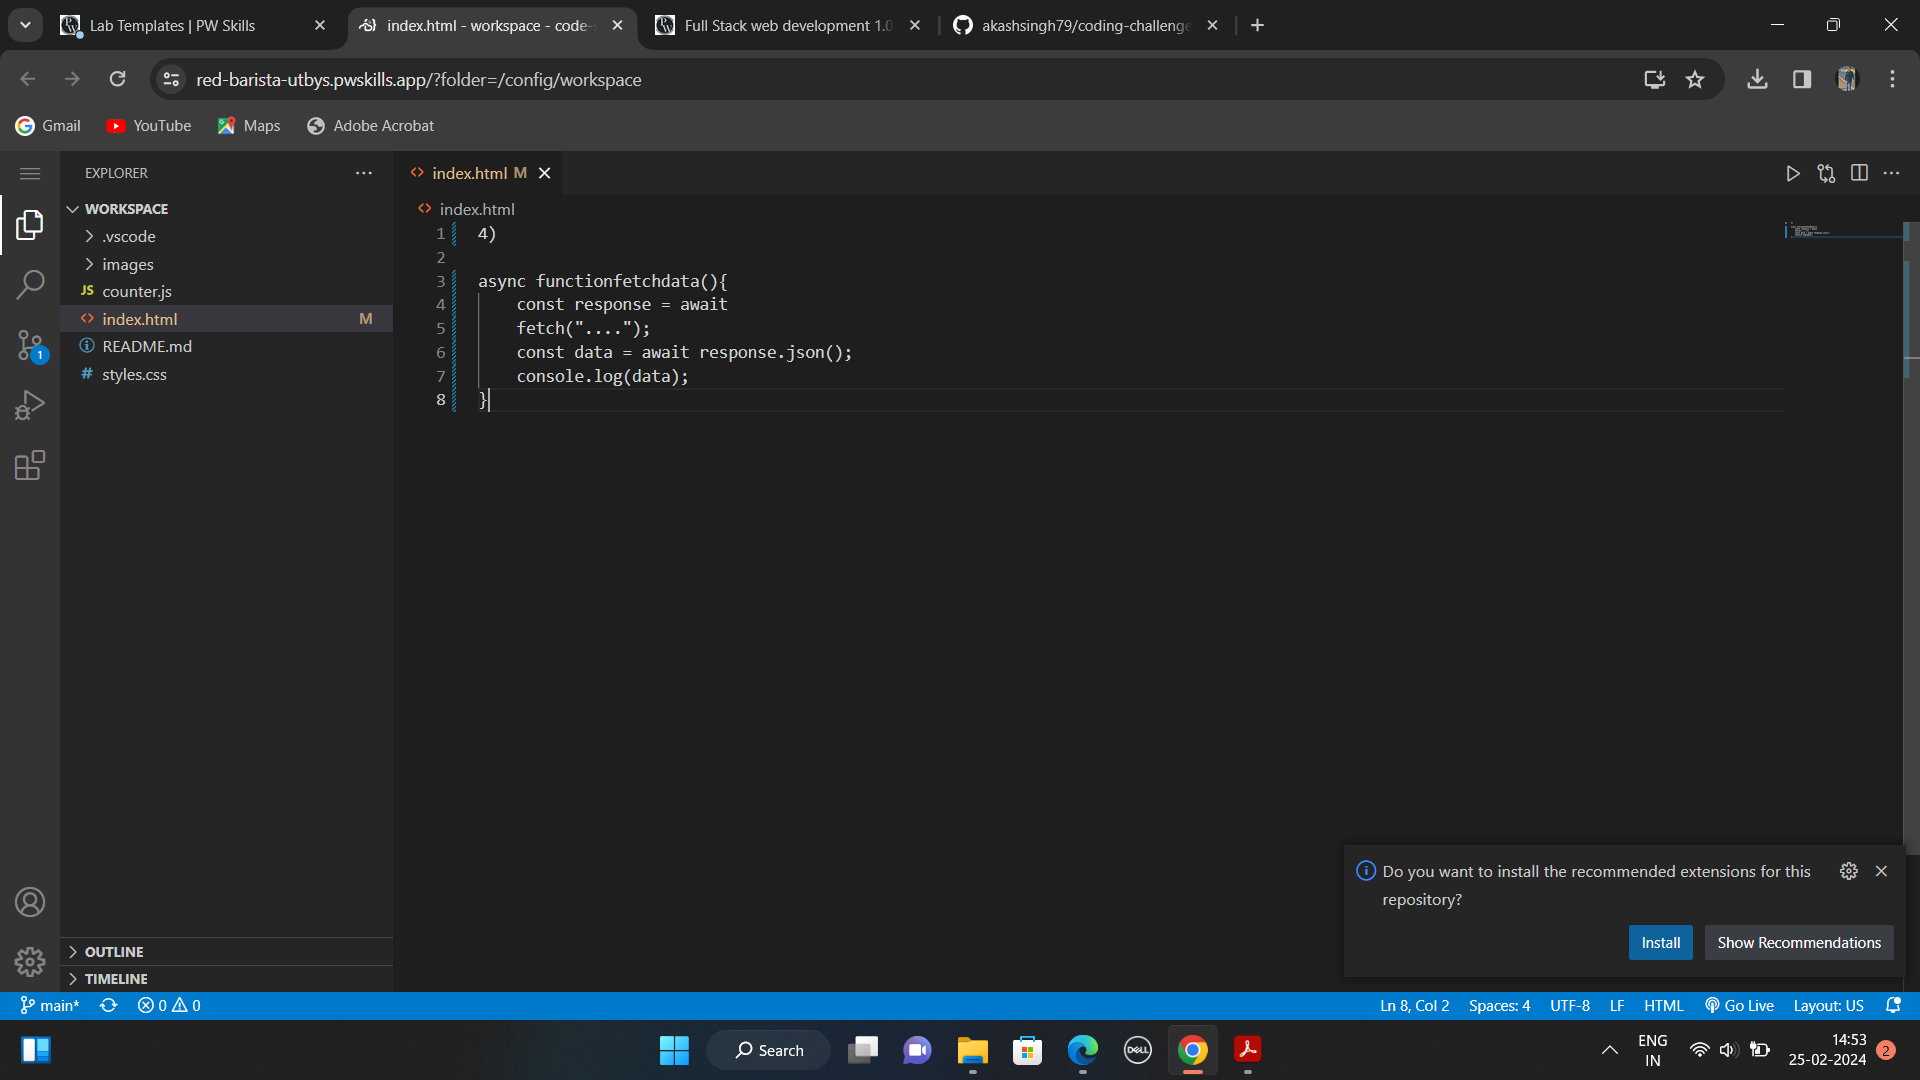 Lab Templates | PW Skills
index.html - workspace - code-
Full Stack web development 1.0
akashsingh79/coding-challenge
red-barista-utbys.pwskills.app/?folder=/config/workspace
Gmail
YouTube
Maps
Adobe Acrobat
EXPLORER
index.html M
WORKSPACE
index.html
.vscode
images
JS counter.js
<> index.html M
README.md
# styles.css
1 4)
2
3 async functionfetchdata(){
4 const response = await
5 fetch("....");
6 const data = await response.json();
7 console.log(data);
8 }
1
Do you want to install the recommended extensions for this
repository?
Install
Show Recommendations
OUTLINE
TIMELINE
main*
0
0
Ln 8, Col 2
Spaces: 4
UTF-8
LF
HTML
Go Live
Layout: US
Search
DELL
ENG
IN
14:53
25-02-2024
2